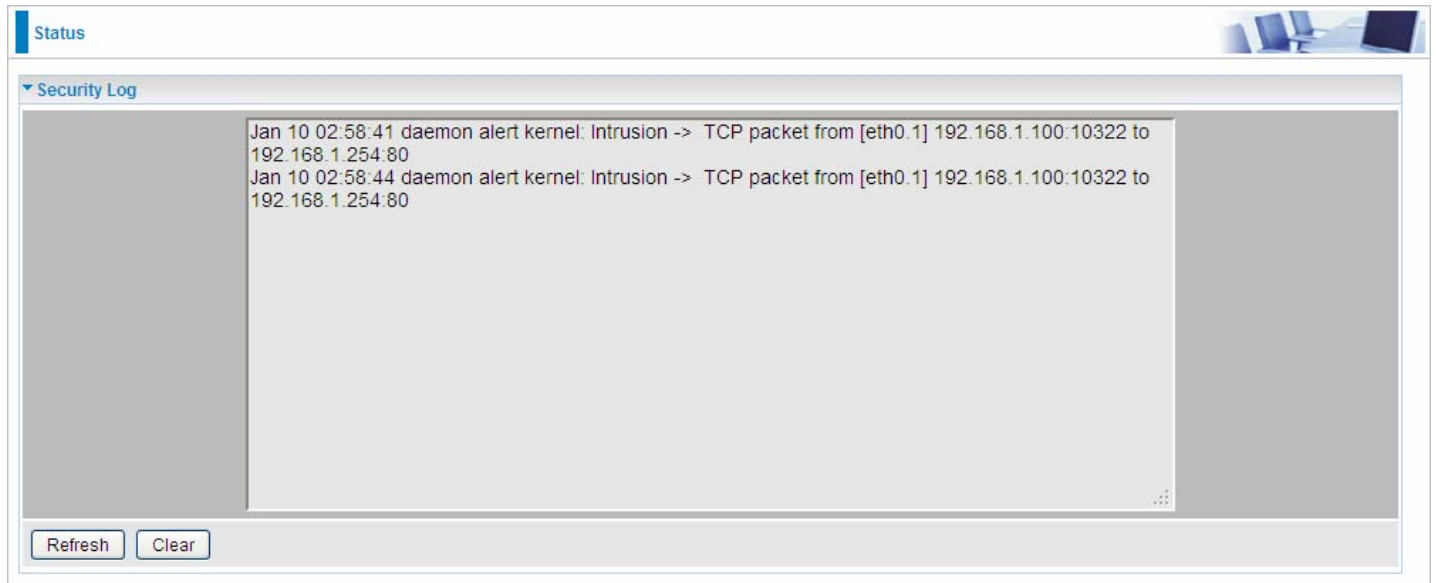 Status
Security Log
Jan 10 02:58:41 daemon alert kernel: Intrusion -> TCP packet from [eth0.1] 192.168.1.100:10322 to
192.168.1.254:80
Jan 10 02:58:44 daemon alert kernel: Intrusion -> TCP packet from [eth0.1] 192.168.1.100:10322 to
192.168.1.254:80
Refresh Clear